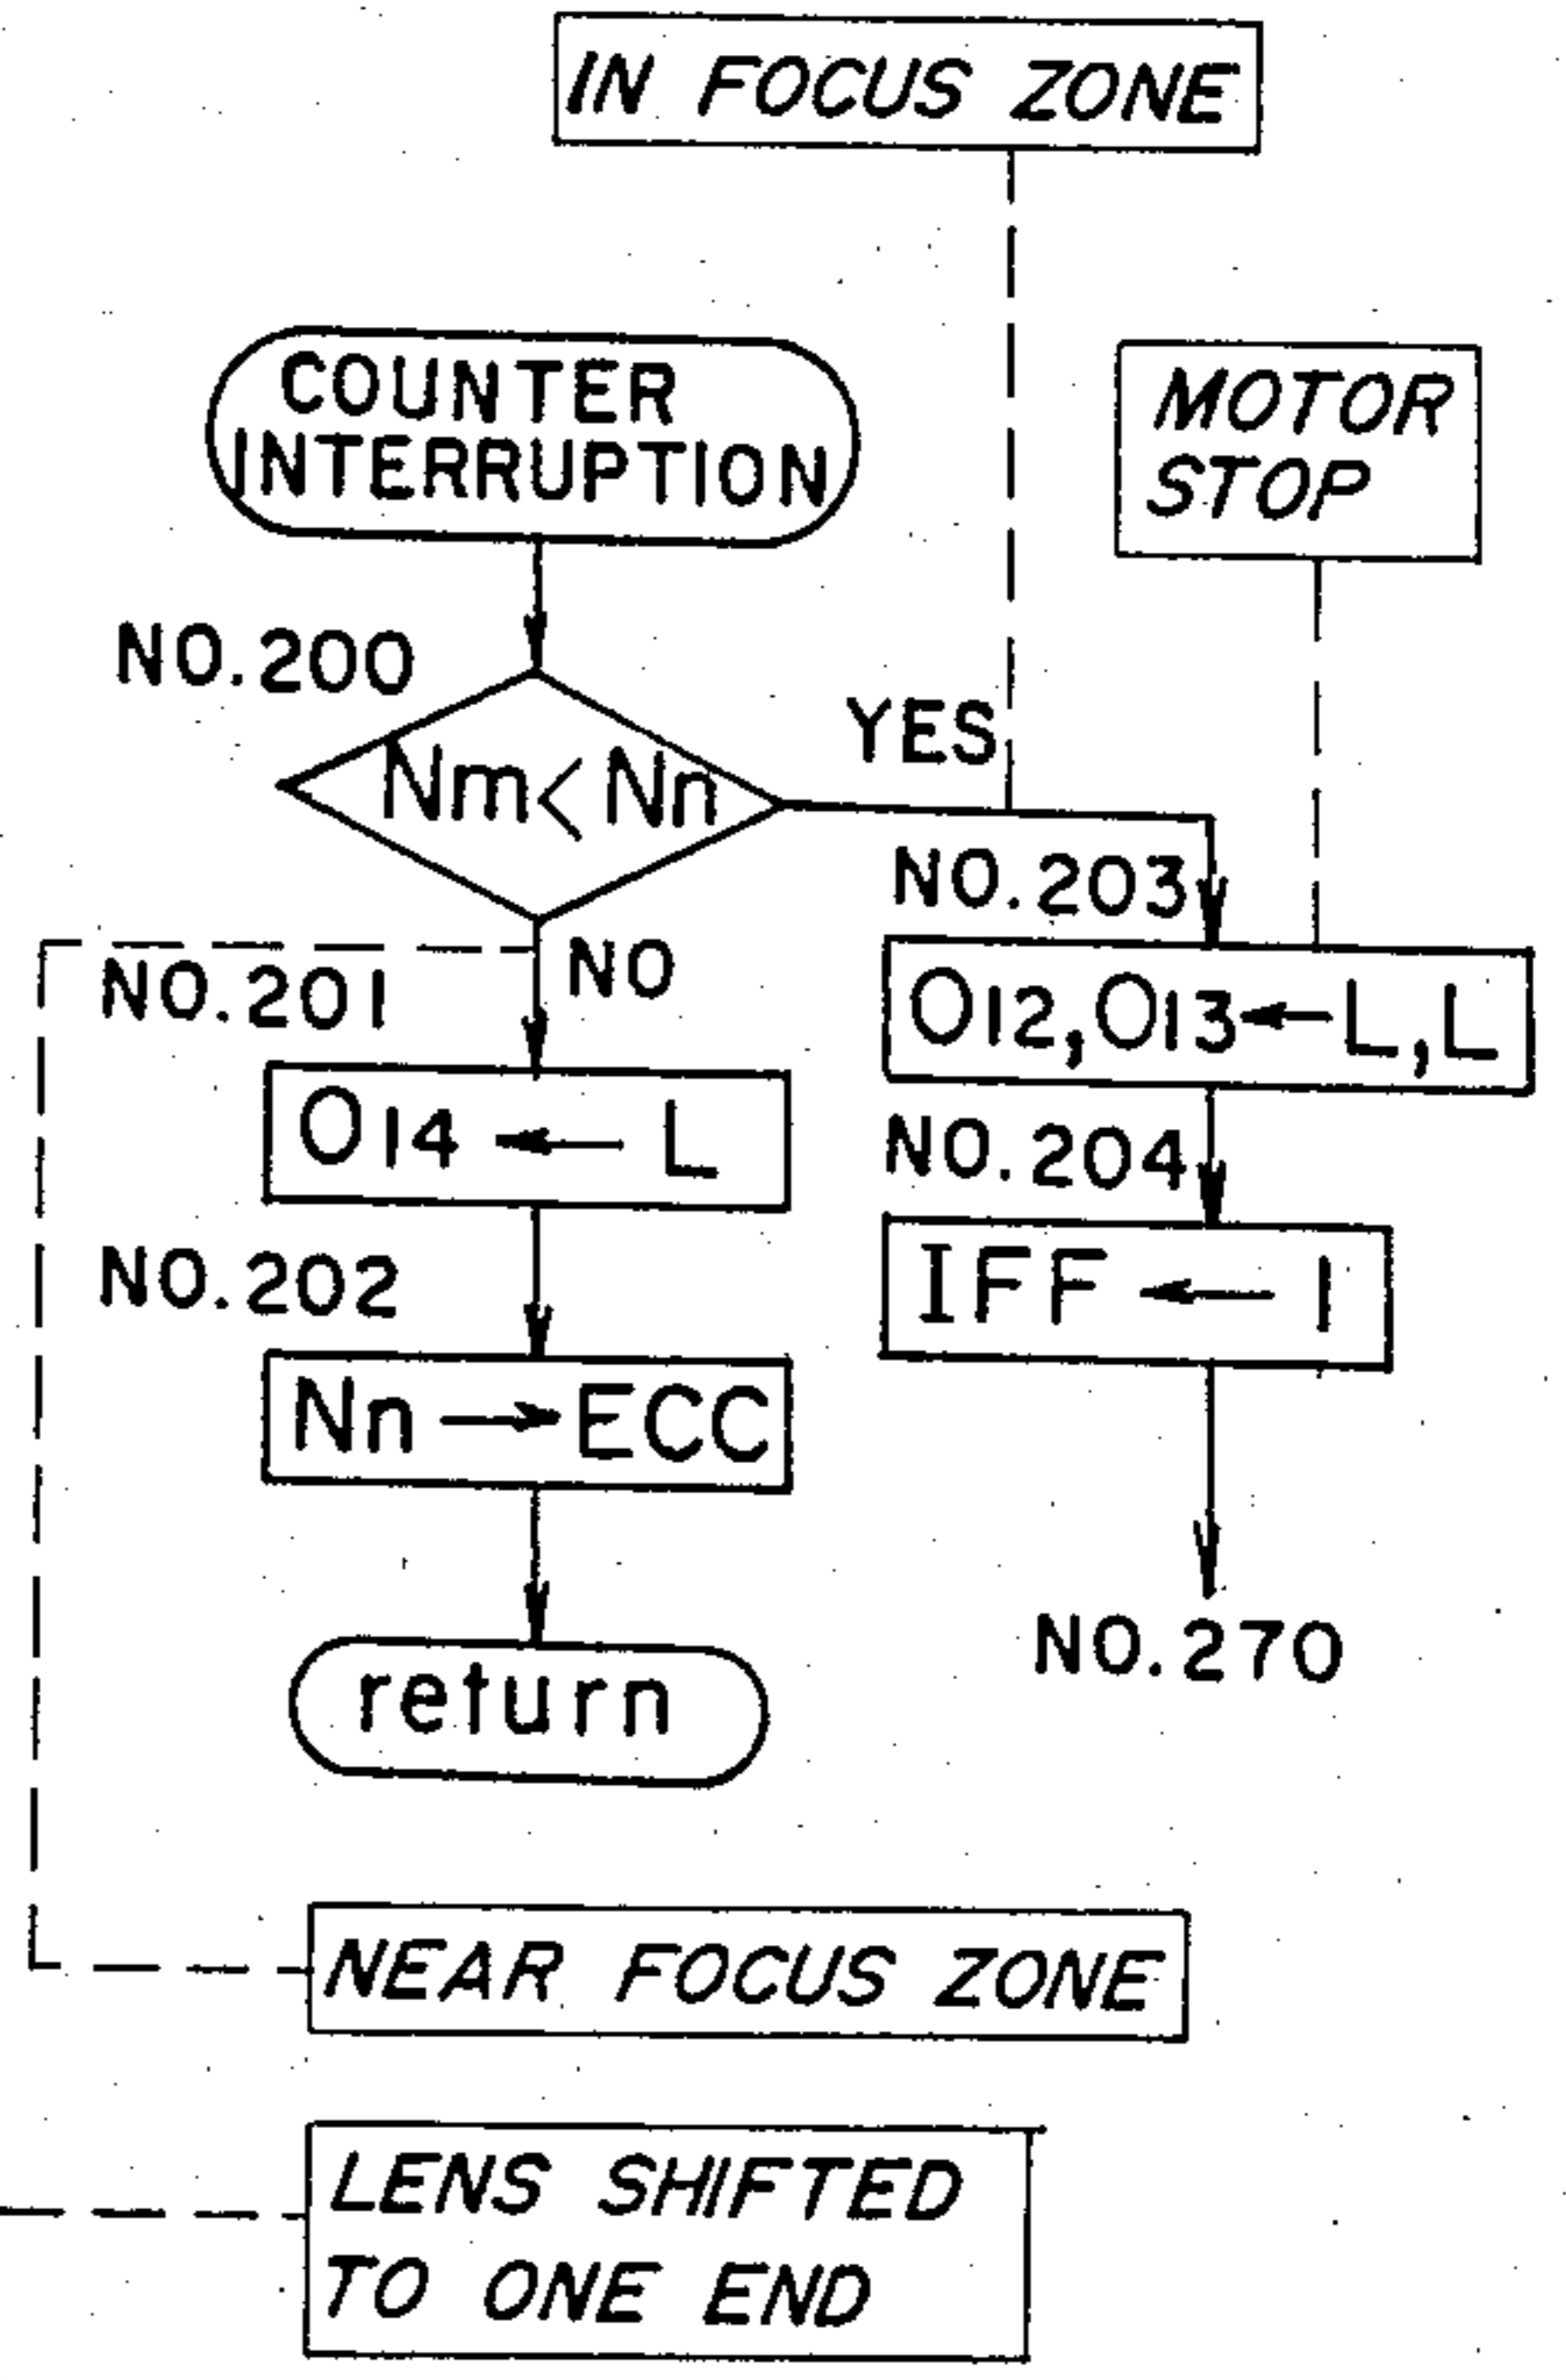 IN FOCUS ZONE
COUNTER
INTERRUPTION
MOTOR
STOP
NO.200
Nm<Nn
YES
NO.203
NO
NO.201
O12,O13←L,L
O14 ← L
NO.204
IFF ← 1
NO.202
Nn→ECC
return
NO.270
NEAR FOCUS ZONE
LENS SHIFTED
TO ONE END